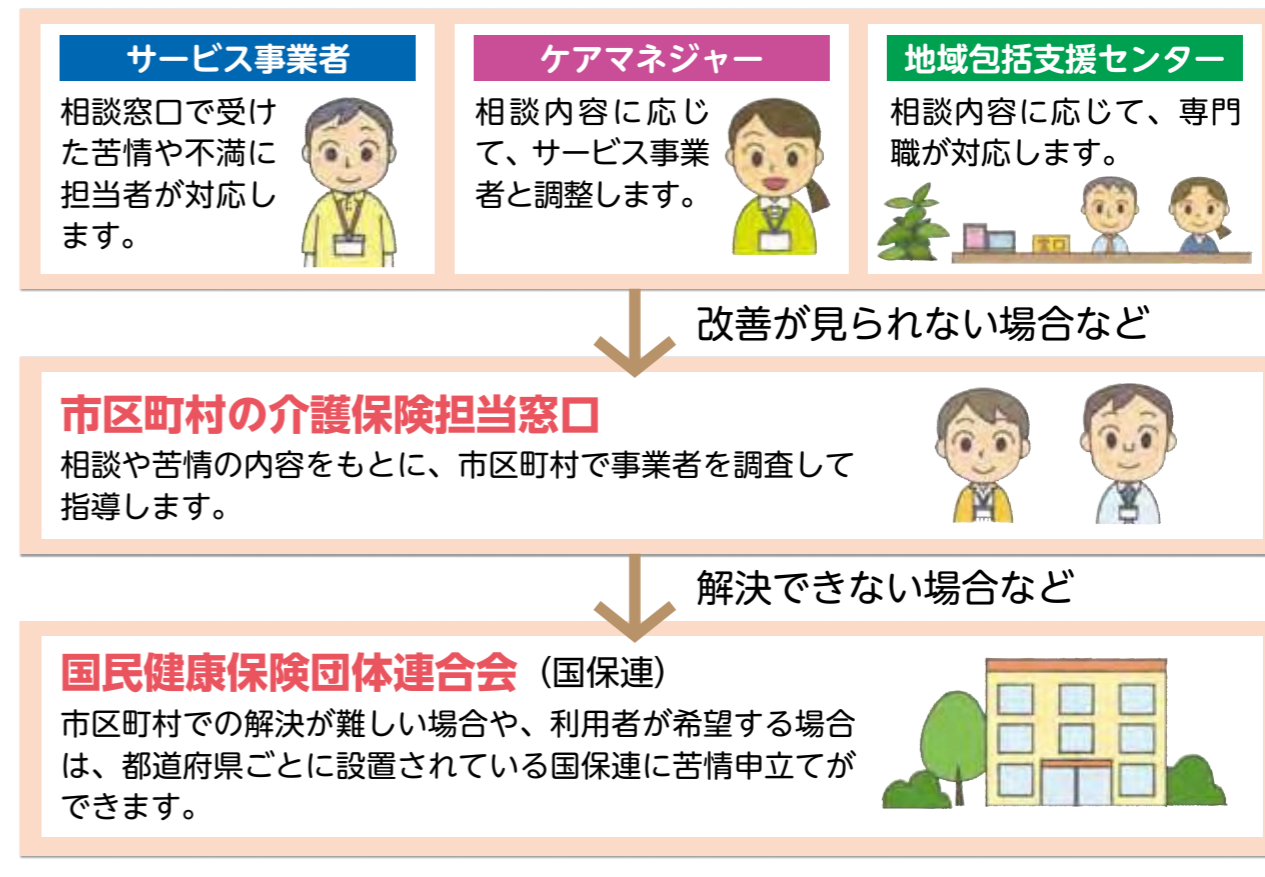 サービス事業者
相談窓口で受け
た苦情や不満に
担当者が対応し
ます。
ケアマネジャー
相談内容に応じ
て、サービス事業
者と調整します。
地域包括支援センター
相談内容に応じて、専門
職が対応します。
窓口
改善が見られない場合など
市区町村の介護保険担当窓口
相談や苦情の内容をもとに、市区町村で事業者を調査して
指導します。
解決できない場合など
国民健康保険団体連合会（国保連）
市区町村での解決が難しい場合や、利用者が希望する場合
は、都道府県ごとに設置されている国保連に苦情申立てが
できます。